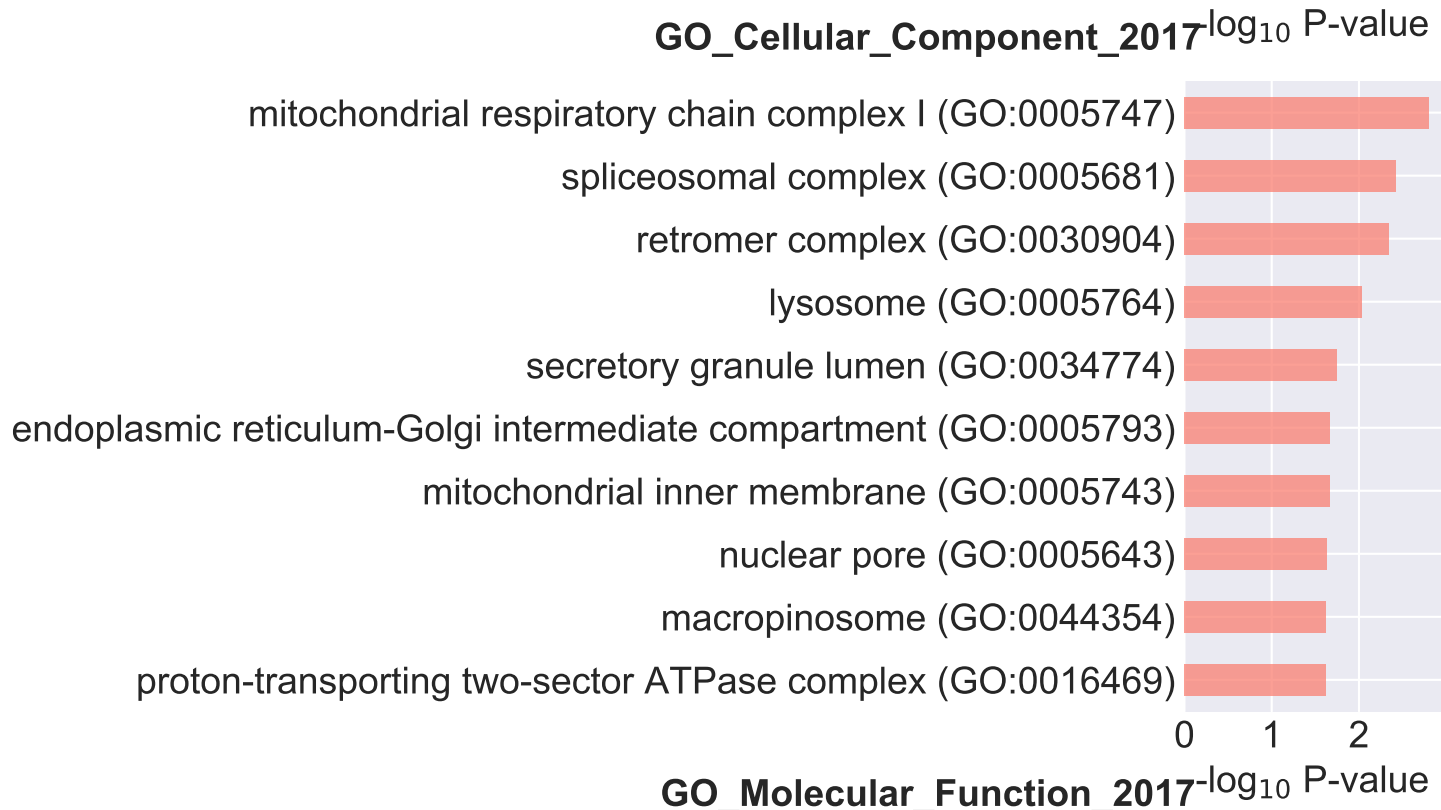 GO_Cellular_Component_2017 -log₁₀ P-value
mitochondrial respiratory chain complex I (GO:0005747)
spliceosomal complex (GO:0005681)
retromer complex (GO:0030904)
lysosome (GO:0005764)
secretory granule lumen (GO:0034774)
endoplasmic reticulum-Golgi intermediate compartment (GO:0005793)
mitochondrial inner membrane (GO:0005743)
nuclear pore (GO:0005643)
macropinosome (GO:0044354)
proton-transporting two-sector ATPase complex (GO:0016469)
0 1 2
GO_Molecular_Function_2017 -log₁₀ P-value